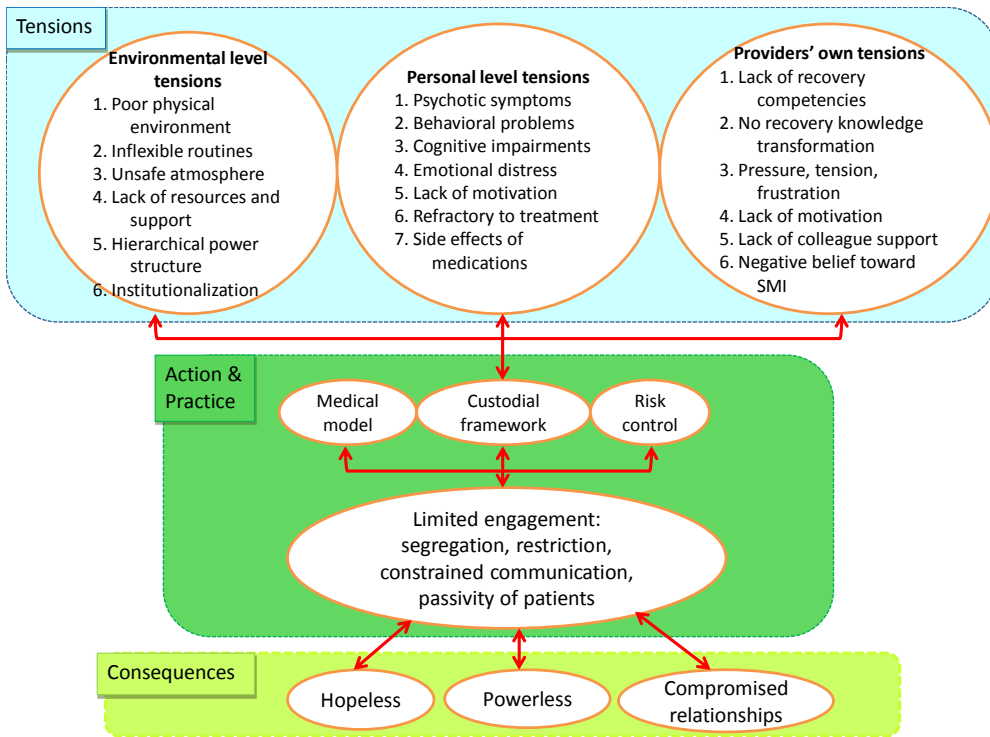 Tensions
Environmental level
tensions
1. Poor physical
environment
2. Inflexible routines
3. Unsafe atmosphere
4. Lack of resources and
support
5. Hierarchical power
structure
6. Institutionalization
Personal level tensions
1. Psychotic symptoms
2. Behavioral problems
3. Cognitive impairments
4. Emotional distress
5. Lack of motivation
6. Refractory to treatment
7. Side effects of
medications
Providers' own tensions
1. Lack of recovery
competencies
2. No recovery knowledge
transformation
3. Pressure, tension,
frustration
4. Lack of motivation
5. Lack of colleague support
6. Negative belief toward
SMI
Action &
Practice
Medical
model
Custodial
framework
Risk
control
Limited engagement:
segregation, restriction,
constrained communication,
passivity of patients
Consequences
Hopeless
Powerless
Compromised
relationships